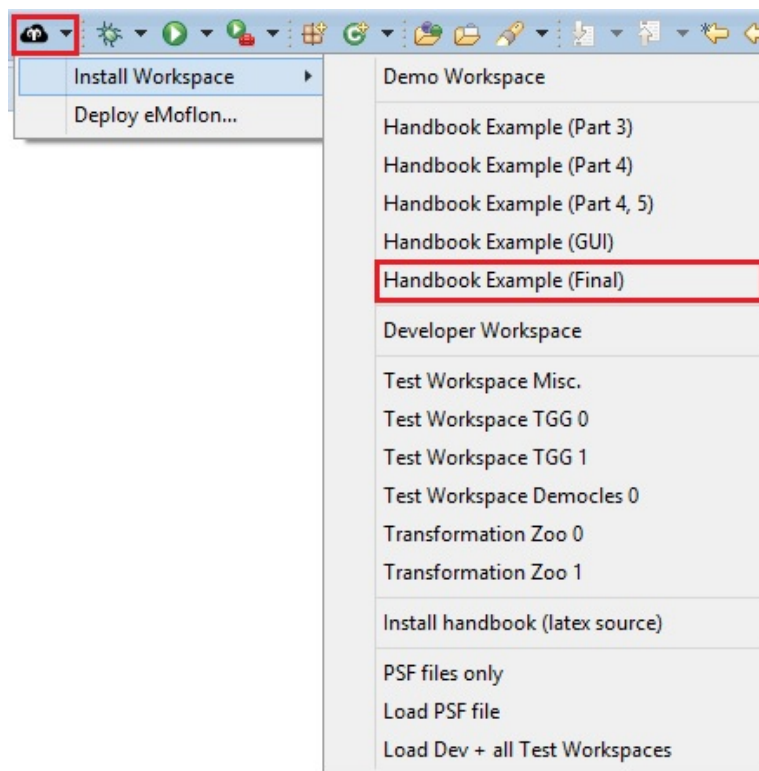 Install Workspace
Deploy eMoflon...
Demo Workspace
Handbook Example (Part 3)
Handbook Example (Part 4)
Handbook Example (Part 4, 5)
Handbook Example (GUI)
Handbook Example (Final)
Developer Workspace
Test Workspace Misc.
Test Workspace TGG 0
Test Workspace TGG 1
Test Workspace Democles 0
Transformation Zoo 0
Transformation Zoo 1
Install handbook (latex source)
PSF files only
Load PSF file
Load Dev + all Test Workspaces